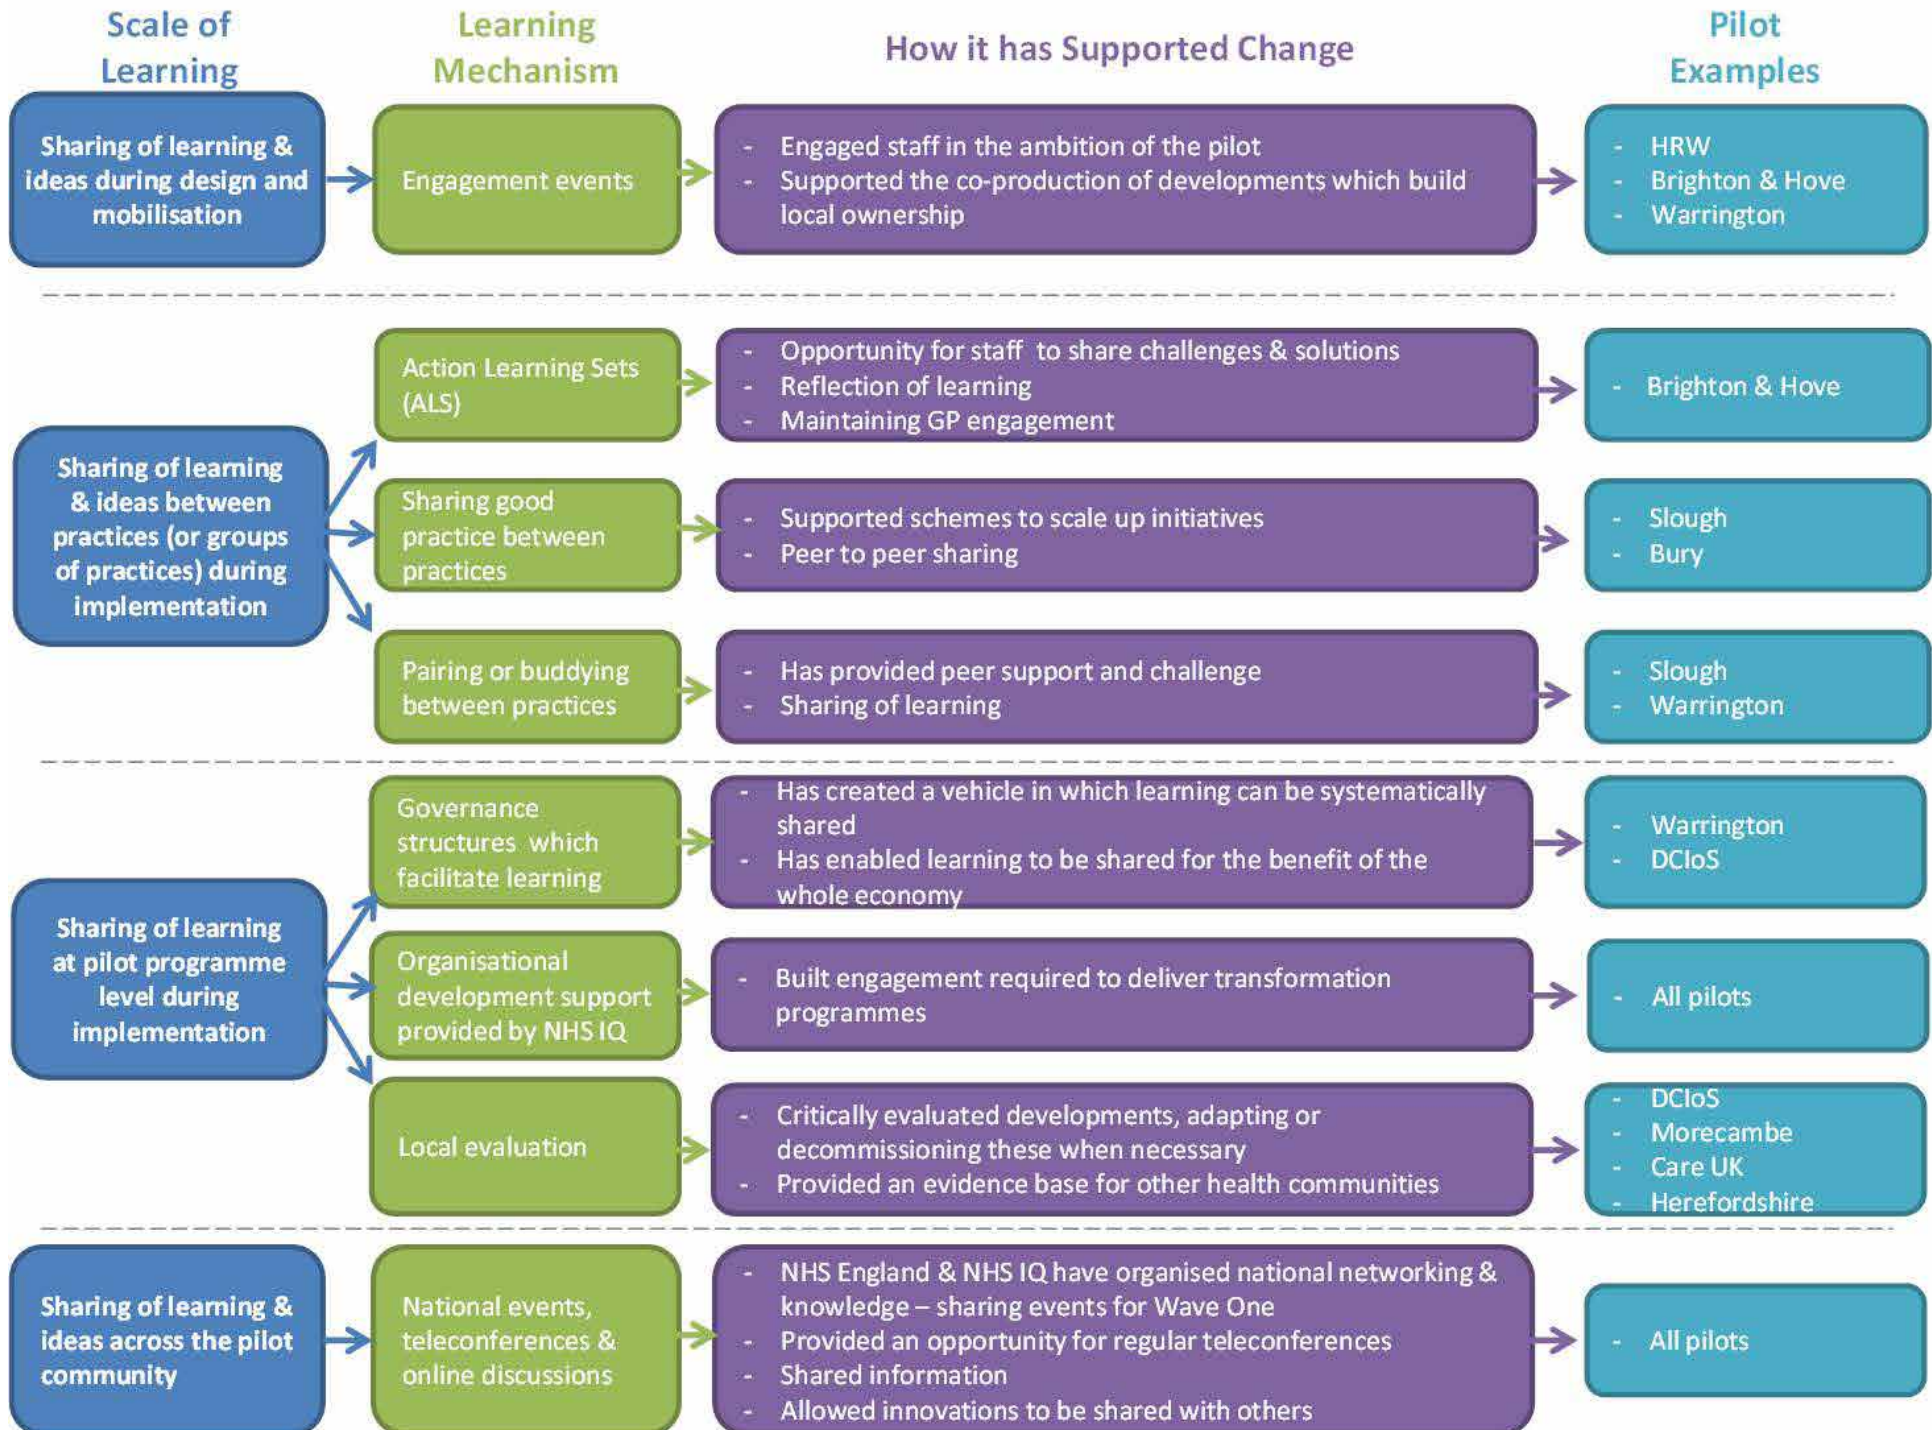 Scale of
Learning
Learning
Mechanism
How it has Supported Change
Pilot
Examples
Sharing of learning &
ideas during design and
mobilisation
Engagement events
- Engaged staff in the ambition of the pilot
- Supported the co-production of developments which build
local ownership
- HRW
- Brighton & Hove
- Warrington
Sharing of learning
& ideas between
practices (or groups
of practices) during
implementation
Action Learning Sets
(ALS)
- Opportunity for staff to share challenges & solutions
- Reflection of learning
- Maintaining GP engagement
- Brighton & Hove
Sharing good
practice between
practices
- Supported schemes to scale up initiatives
- Peer to peer sharing
- Slough
- Bury
Pairing or buddying
between practices
- Has provided peer support and challenge
- Sharing of learning
- Slough
- Warrington
Sharing of learning
at pilot programme
level during
implementation
Governance
structures which
facilitate learning
- Has created a vehicle in which learning can be systematically
shared
- Has enabled learning to be shared for the benefit of the
whole economy
- Warrington
- DCIoS
Organisational
development support
provided by NHS IQ
- Built engagement required to deliver transformation
programmes
- All pilots
Local evaluation
- Critically evaluated developments, adapting or
decommissioning these when necessary
- Provided an evidence base for other health communities
- DCIoS
- Morecambe
- Care UK
- Herefordshire
Sharing of learning &
ideas across the pilot
community
National events,
teleconferences &
online discussions
- NHS England & NHS IQ have organised national networking &
knowledge – sharing events for Wave One
- Provided an opportunity for regular teleconferences
- Shared information
- Allowed innovations to be shared with others
- All pilots